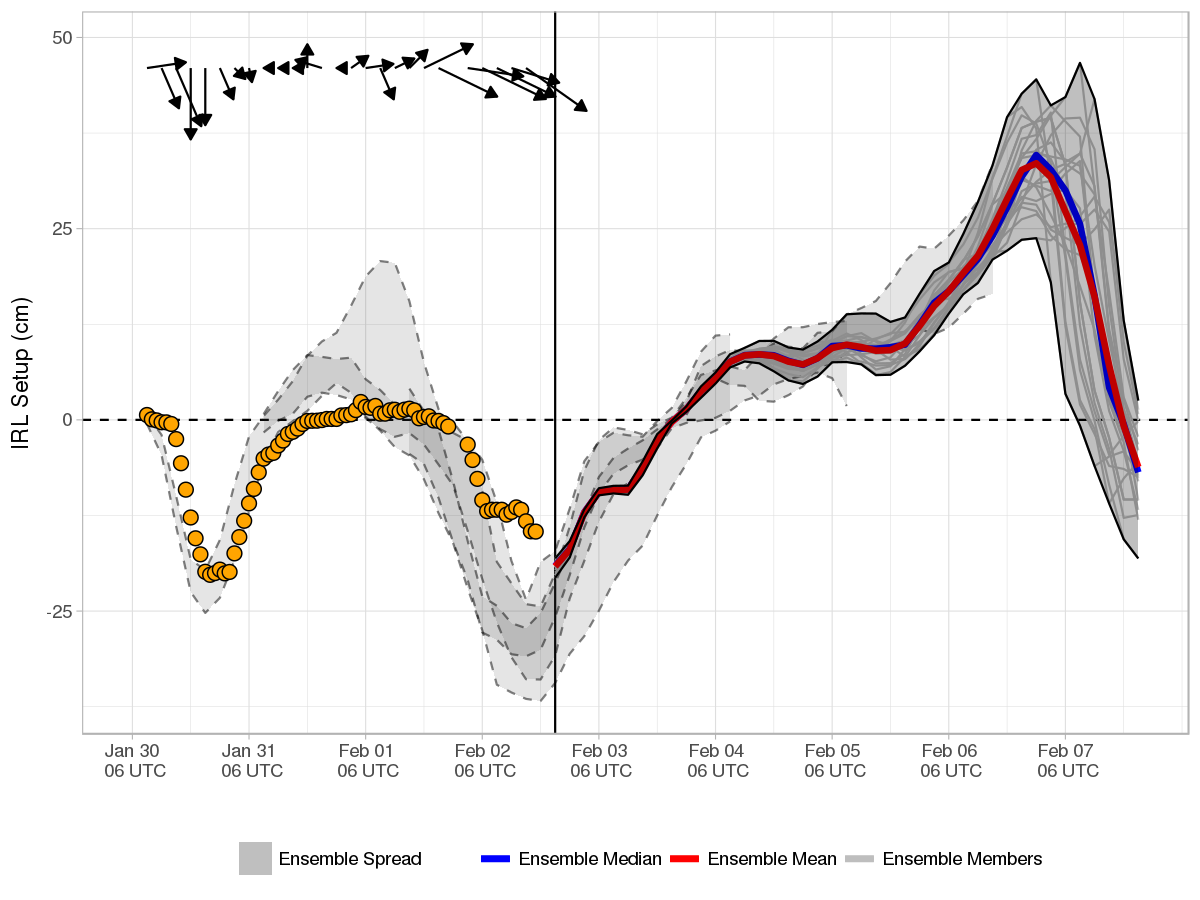 IRL Setup (cm)
50
25
0
-25
Jan 30
06 UTC
Jan 31
06 UTC
Feb 01
06 UTC
Feb 02
06 UTC
Feb 03
06 UTC
Feb 04
06 UTC
Feb 05
06 UTC
Feb 06
06 UTC
Feb 07
06 UTC
Ensemble Spread
Ensemble Median
Ensemble Mean
Ensemble Members